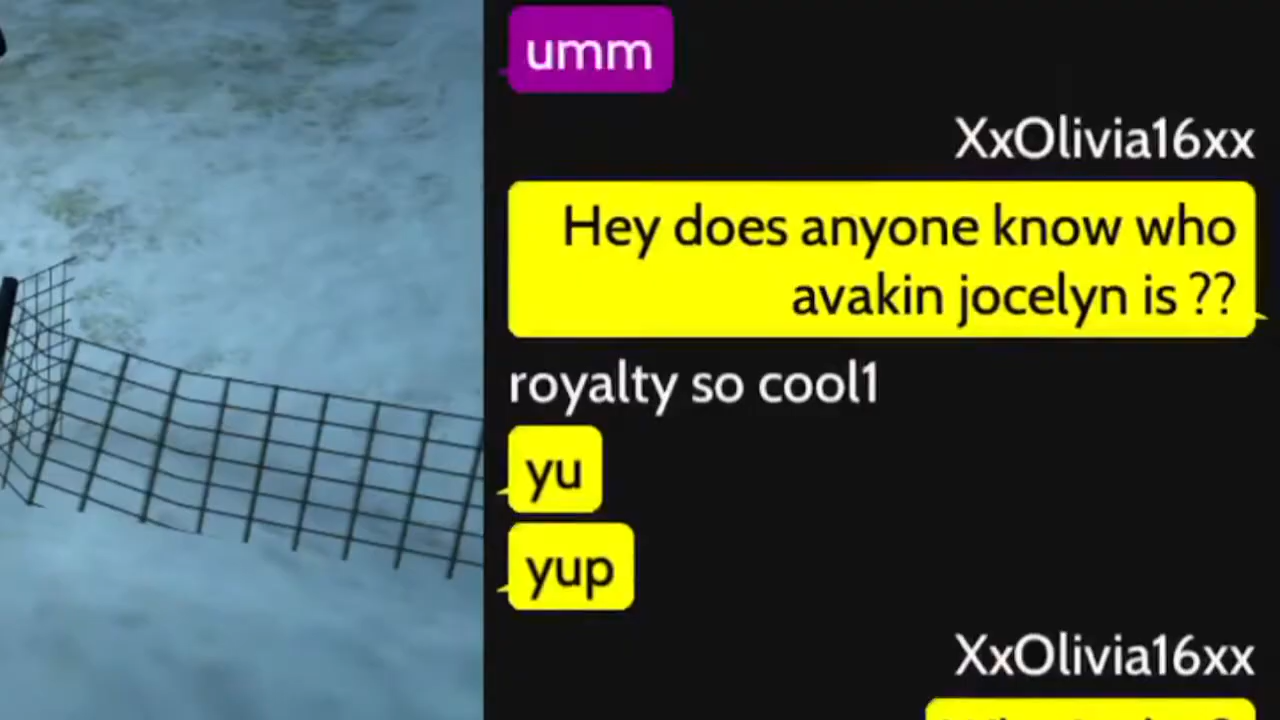 umm
XxOlivia16xx
Hey does anyone know who
avakin jocelyn is ??
royalty so cool1
yu
yup
XxOlivia16xx